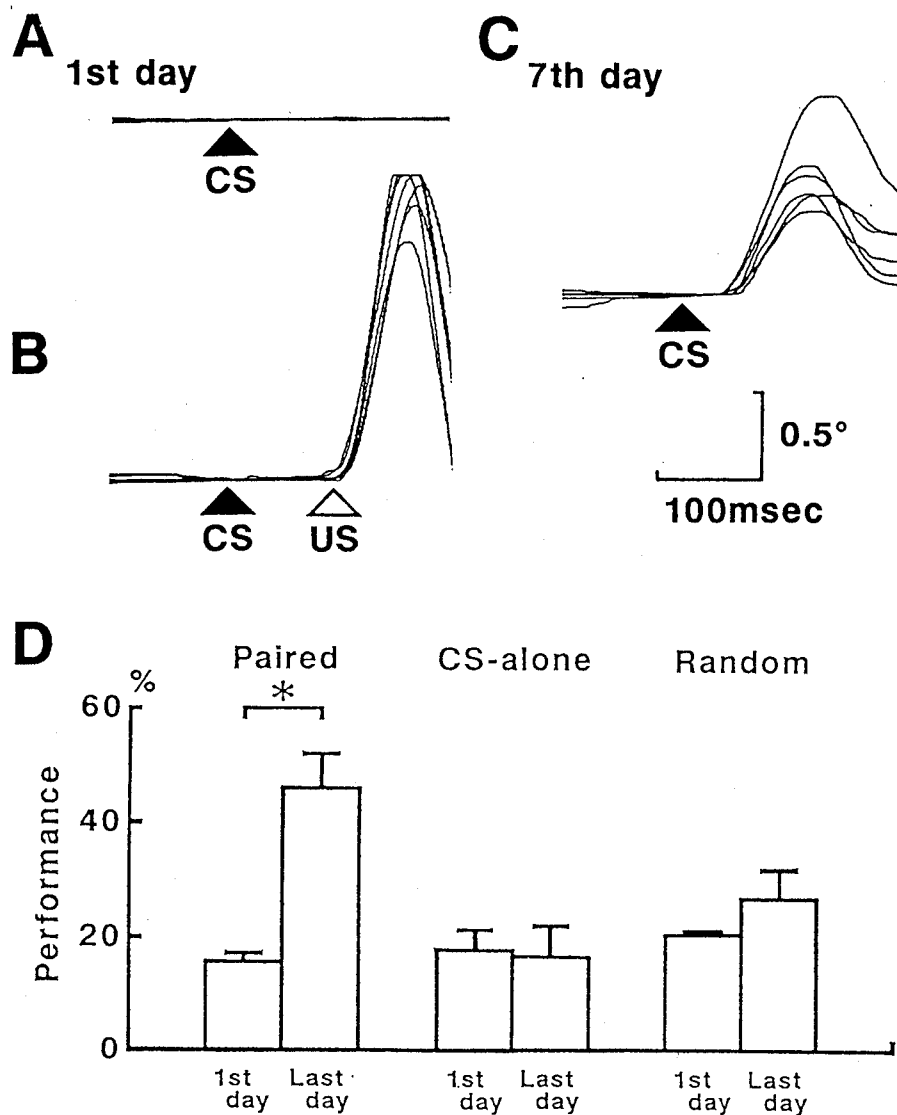 A
1st day
CS
B
CS
US
C
7th day
CS
0.5°
100msec
D
Paired
CS-alone
Random
%
*
60
40
20
0
Performance
1st day
Last day
1st day
Last day
1st day
Last day